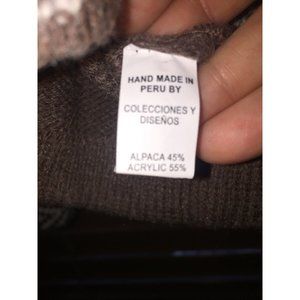 HAND MADE IN
PERU BY
COLECCIONES Y
DISEÑOS
ALPACA 45%
ACRYLIC 55%